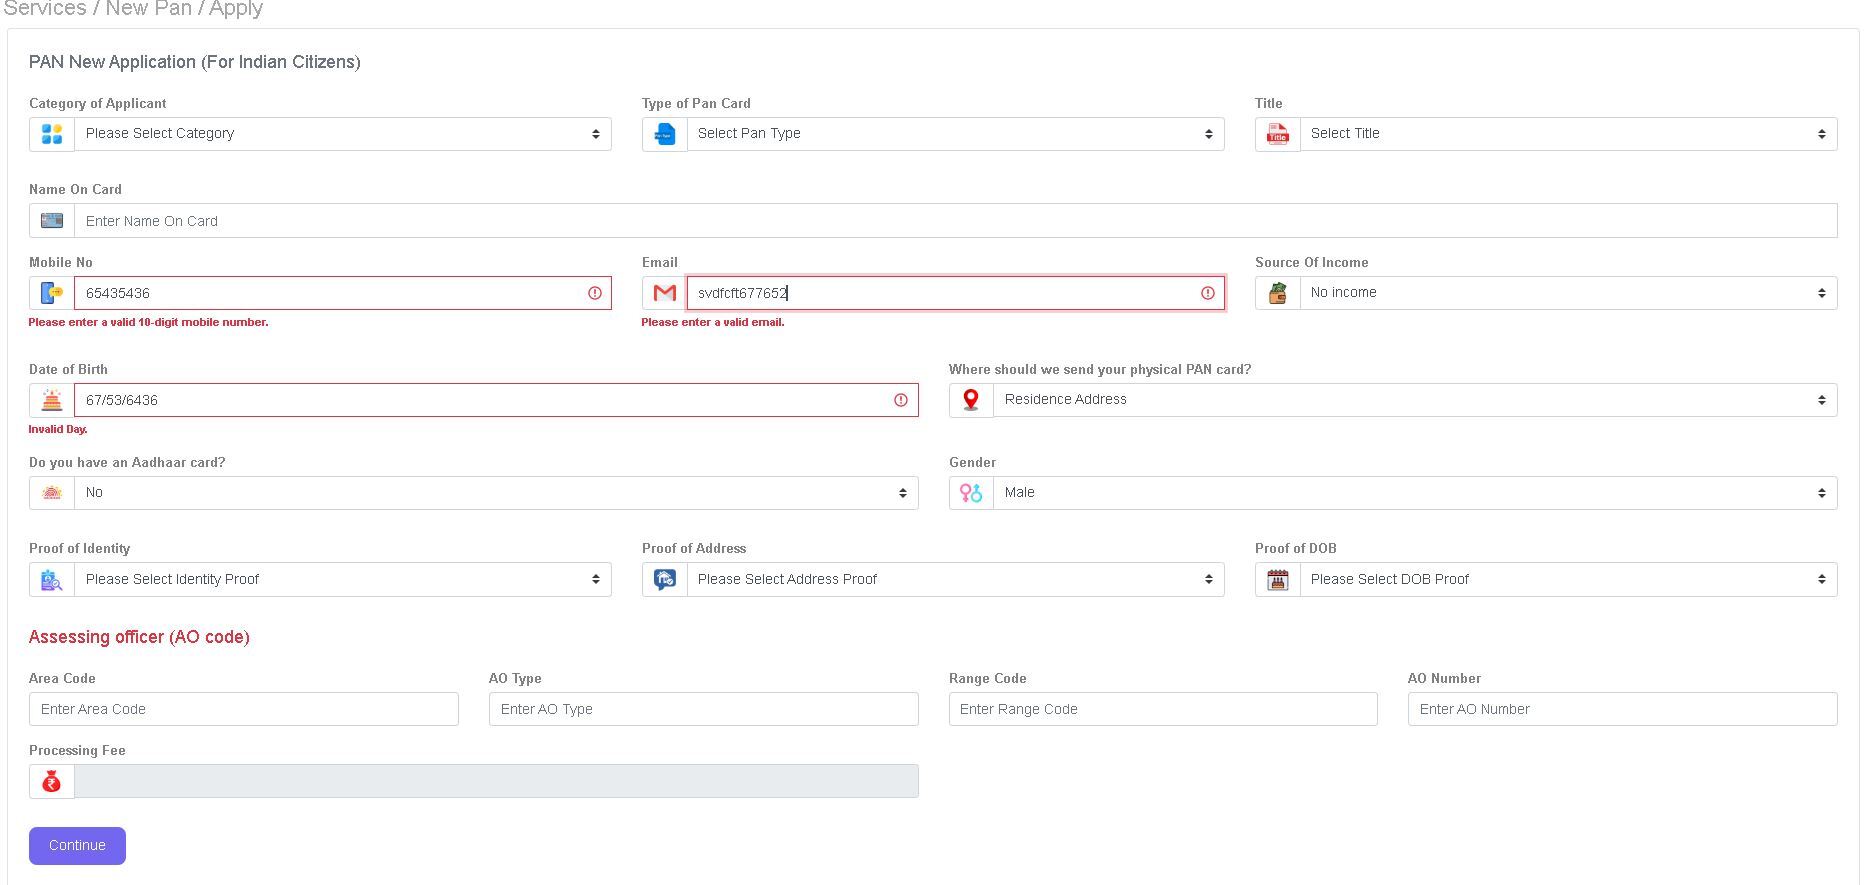 Services / New Pan / Apply
PAN New Application (For Indian Citizens)
Category of Applicant
Type of Pan Card
Title
Please Select Category
Pan Type
Select Pan Type
Title
Select Title
Name On Card
Enter Name On Card
Mobile No
Email
Source Of Income
65435436
svdfcft677652
No income
Please enter a valid 10-digit mobile number.
Please enter a valid email.
Date of Birth
Where should we send your physical PAN card?
67/53/6436
Residence Address
Invalid Day.
Do you have an Aadhaar card?
Gender
No
Male
Proof of Identity
Proof of Address
Proof of DOB
Please Select Identity Proof
Please Select Address Proof
Please Select DOB Proof
Assessing officer (AO code)
Area Code
AO Type
Range Code
AO Number
Enter Area Code
Enter AO Type
Enter Range Code
Enter AO Number
Processing Fee
₹
Continue